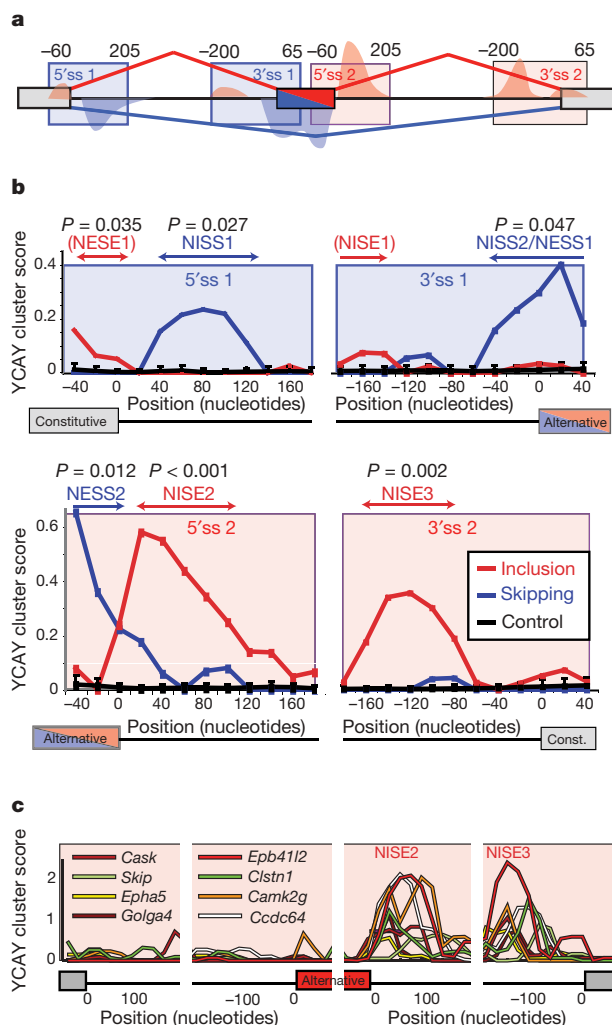 a
−60 205 −200 65 −60 205 −200 65
5′ss 1 3′ss 1 5′ss 2 3′ss 2
b
P = 0.035 P = 0.027 P = 0.047
(NESE1) NISS1 (NISE1) NISS2/NESS1
YCAY cluster score
0.4
0.2
0
5′ss 1
3′ss 1
−40 0 40 80 120 160
−160 −120 −80 −40 0 40
Position (nucleotides)
Position (nucleotides)
Constitutive
Alternative
P = 0.012 P < 0.001 P = 0.002
NESS2 NISE2 NISE3
YCAY cluster score
0.6
0.4
0.2
0
5′ss 2
3′ss 2
Inclusion
Skipping
Control
−40 0 40 80 120 160
−160 −120 −80 −40 0 40
Position (nucleotides)
Position (nucleotides)
Alternative
Const.
c
YCAY cluster score
2
1
0
Cask
Skip
Epha5
Golga4
Epb41l2
Clstn1
Camk2g
Ccdc64
NISE2
NISE3
Alternative
0 100 −100 0 0 100 −100 0
Position (nucleotides) Position (nucleotides)